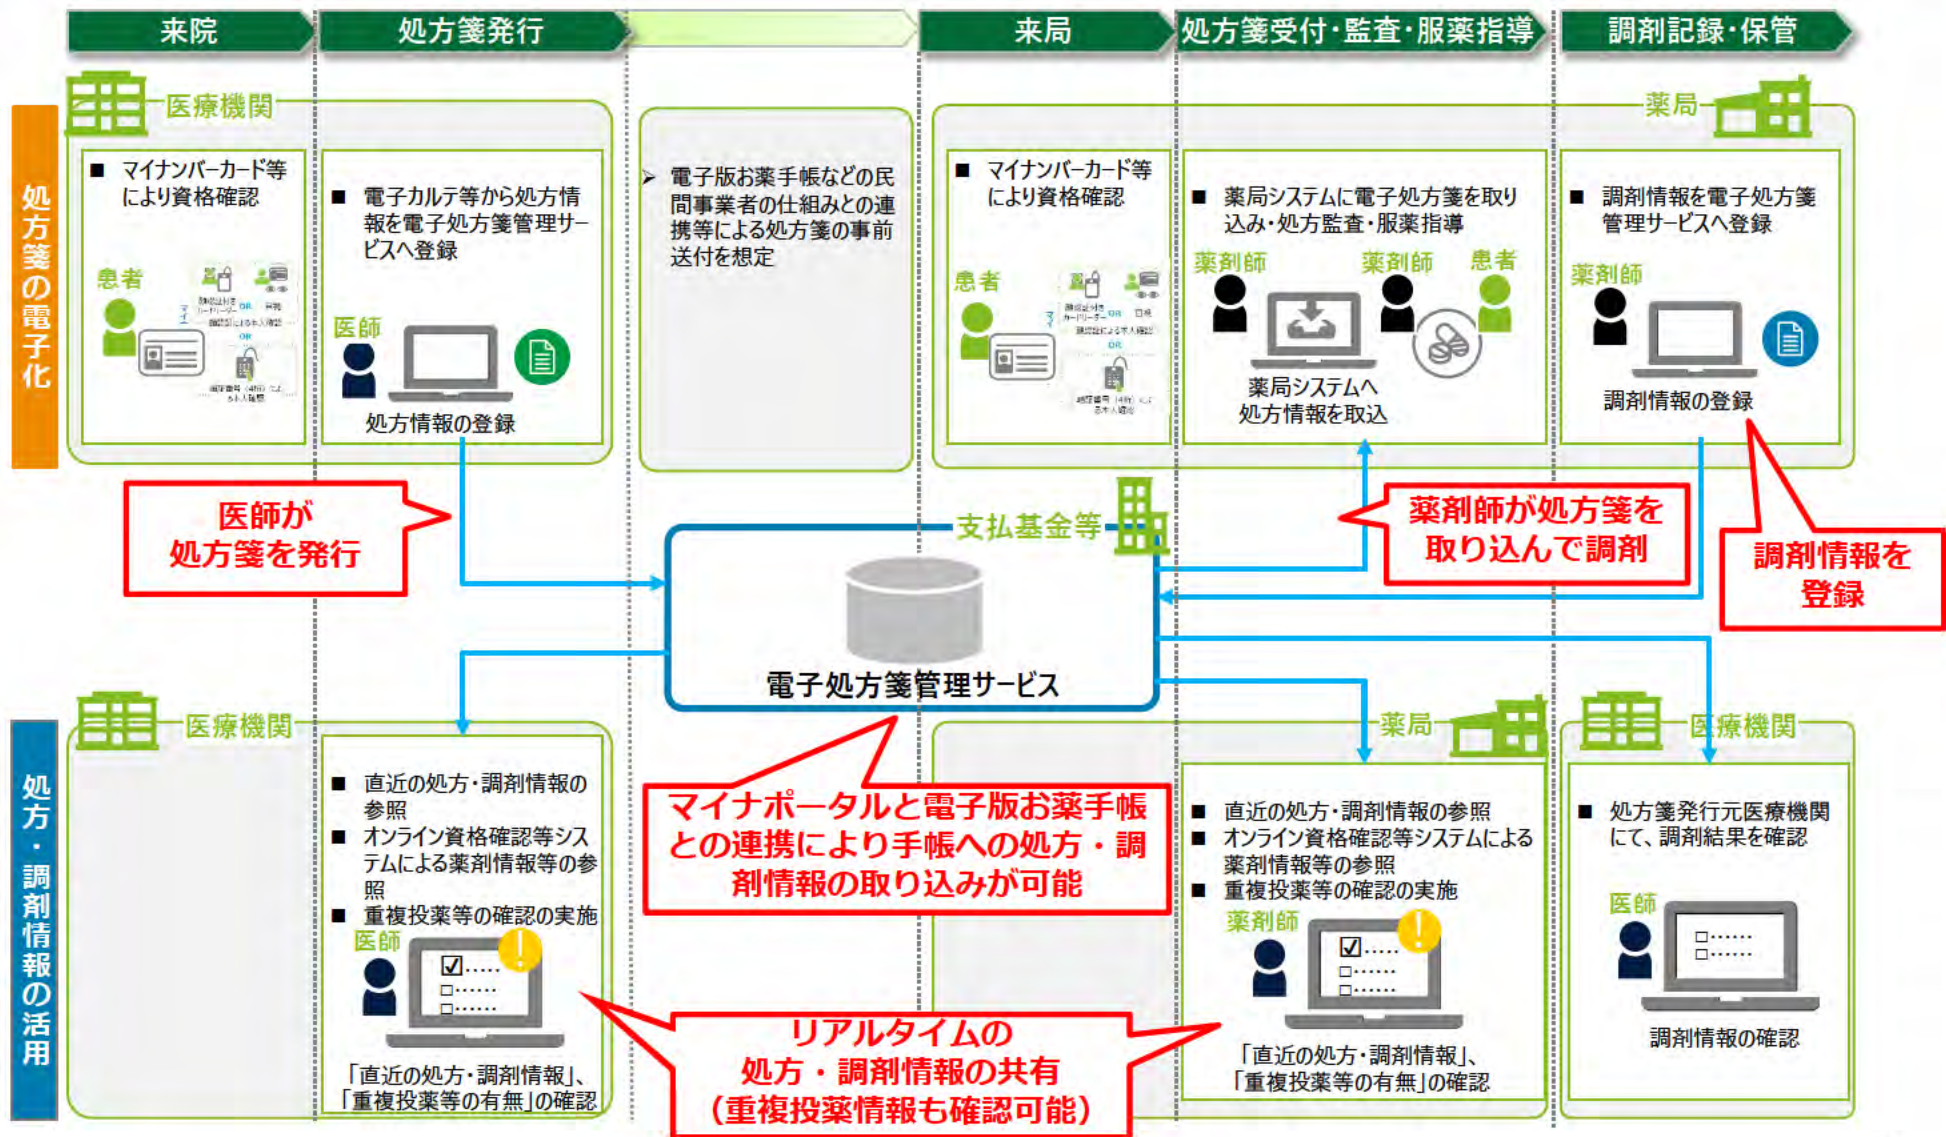 来院
処方箋発行
来局
処方箋受付・監査・服薬指導
調剤記録・保管
処方箋の電子化
医療機関
■ マイナンバーカード等
により資格確認
患者
OR
OR
■ 電子カルテ等から処方情
報を電子処方箋管理サー
ビスへ登録
医師
処方情報の登録
➢ 電子版お薬手帳などの民
間事業者の仕組みとの連
携等による処方箋の事前
送付を想定
薬局
■ マイナンバーカード等
により資格確認
患者
OR
OR
■ 薬局システムに電子処方箋を取り
込み・処方監査・服薬指導
薬剤師
薬剤師
患者
薬局システムへ
処方情報を取込
■ 調剤情報を電子処方箋
管理サービスへ登録
薬剤師
調剤情報の登録
医師が
処方箋を発行
支払基金等
電子処方箋管理サービス
薬剤師が処方箋を
取り込んで調剤
調剤情報を
登録
処方・調剤情報の活用
医療機関
■ 直近の処方・調剤情報の
参照
■ オンライン資格確認等シス
テムによる薬剤情報等の参
照
■ 重複投薬等の確認の実施
医師
「直近の処方・調剤情報」、
「重複投薬等の有無」の確認
マイナポータルと電子版お薬手帳
との連携により手帳への処方・調
剤情報の取り込みが可能
リアルタイムの
処方・調剤情報の共有
（重複投薬情報も確認可能）
薬局
■ 直近の処方・調剤情報の参照
■ オンライン資格確認等システムによる
薬剤情報等の参照
■ 重複投薬等の確認の実施
薬剤師
「直近の処方・調剤情報」、
「重複投薬等の有無」の確認
医療機関
■ 処方箋発行元医療機関
にて、調剤結果を確認
医師
調剤情報の確認